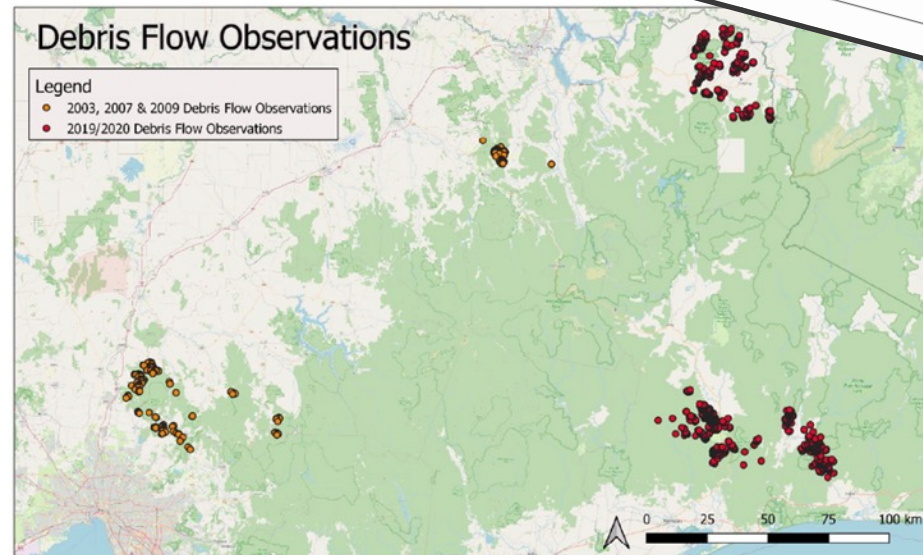 Debris Flow Observations
Legend
2003, 2007 & 2009 Debris Flow Observations
2019/2020 Debris Flow Observations
0 25 50 75 100 km